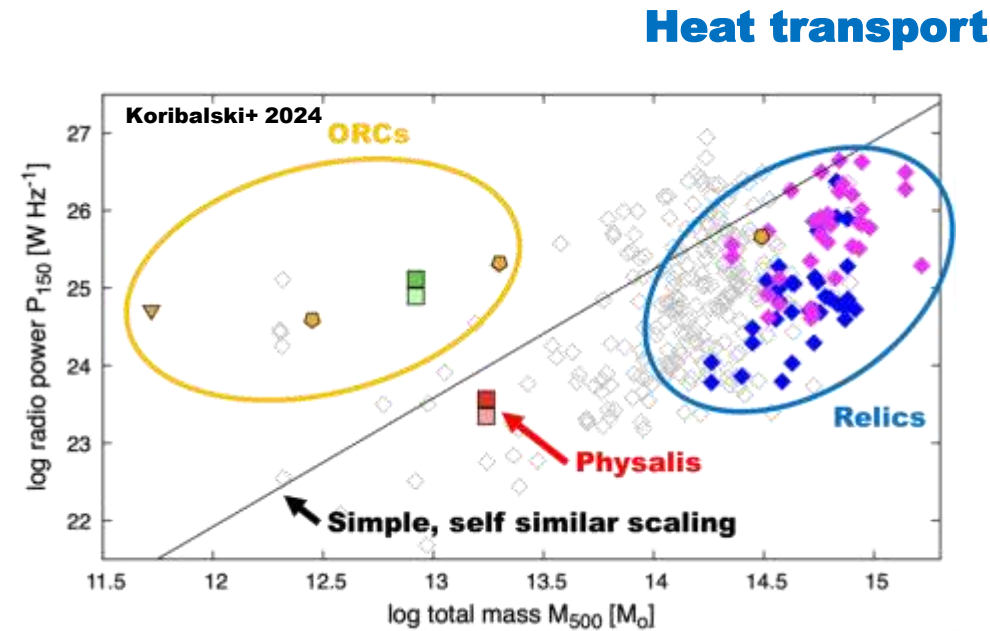 Heat transport
Koribalski+ 2024
ORCs
27
26
25
24
23
22
log radio power P150 [W Hz-1]
Relics
Physalis
Simple, self similar scaling
11.5 12 12.5 13 13.5 14 14.5 15
log total mass M500 [Mo]